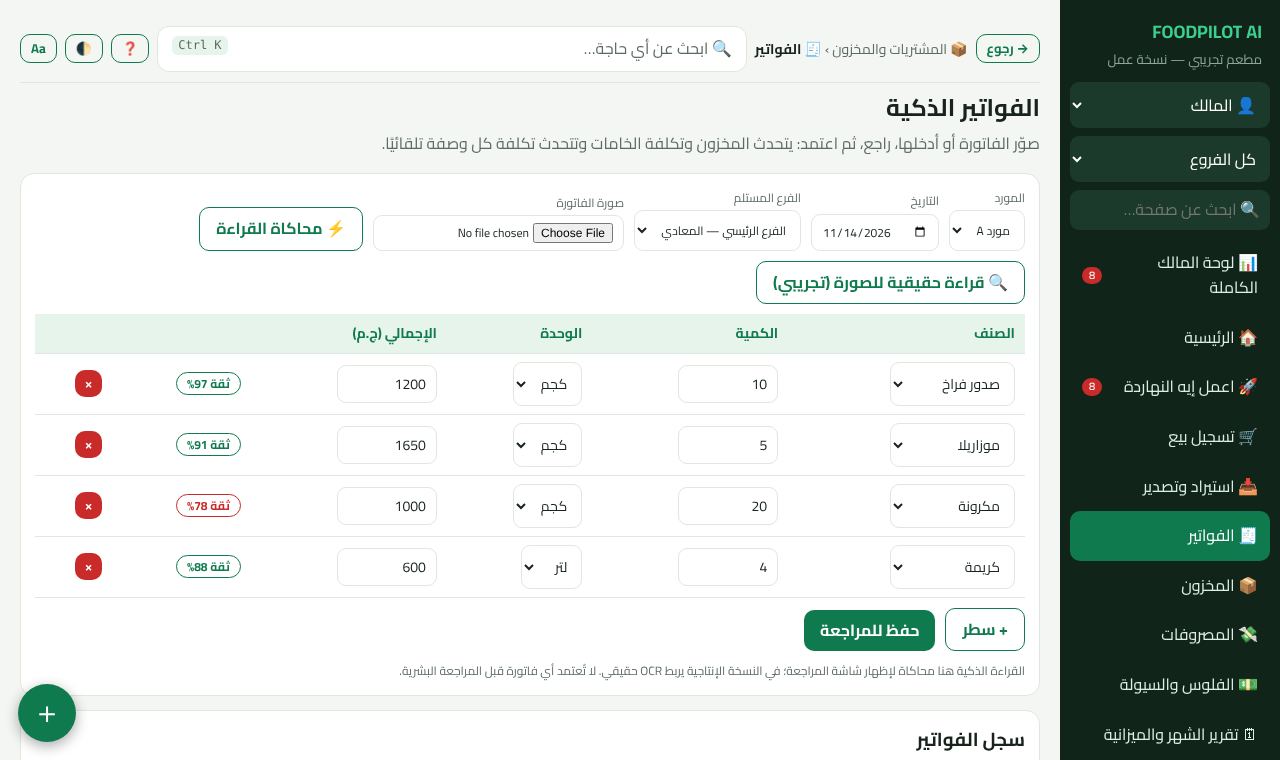 FOODPILOT AI
مطعم تجريبي — نسخة عمل
👤 المالك
كل الفروع
🔍 ابحث عن صفحة...
📊 لوحة المالك الكاملة
8
🏠 الرئيسية
🚀 اعمل إيه النهاردة
8
🛒 تسجيل بيع
📥 استيراد وتصدير
🧾 الفواتير
📦 المخزون
💸 المصروفات
💵 الفلوس والسيولة
🗓 تقرير الشهر والميزانية
→ رجوع
📦 المشتريات والمخزون › 🧾 الفواتير
🔍 ابحث عن أي حاجة...
Ctrl K
❓
🌓
Aa
الفواتير الذكية
صوّر الفاتورة أو أدخلها، راجع، ثم اعتمد: يتحدث المخزون وتكلفة الخامات وتتحدث تكلفة كل وصفة تلقائيًا.
المورد
التاريخ
الفرع المستلم
صورة الفاتورة
مورد A
11/14/2026
الفرع الرئيسي — المعادي
Choose File No file chosen
⚡ محاكاة القراءة
🔍 قراءة حقيقية للصورة (تجريبي)
الصنف الكمية الوحدة الإجمالي (ج.م)
صدور فراخ 10 كجم 1200 ثقة 97% ×
موزاريلا 5 كجم 1650 ثقة 91% ×
مكرونة 20 كجم 1000 ثقة 78% ×
كريمة 4 لتر 600 ثقة 88% ×
+ سطر
حفظ للمراجعة
القراءة الذكية هنا محاكاة لإظهار شاشة المراجعة؛ في النسخة الإنتاجية يربط OCR حقيقي. لا تُعتمد أي فاتورة قبل المراجعة البشرية.
سجل الفواتير
+